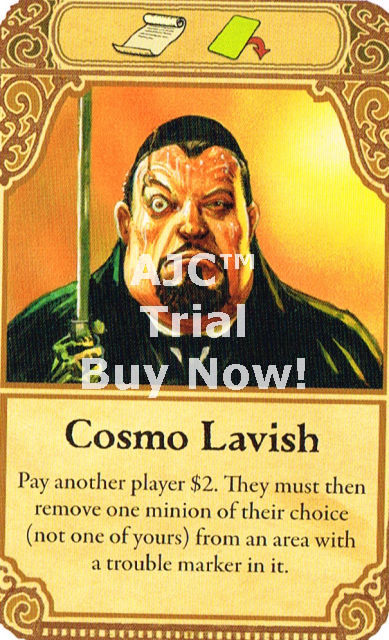 AJC™
Trial
Buy Now!
Cosmo Lavish
Pay another player $2. They must then
remove one minion of their choice
(not one of yours) from an area with
a trouble marker in it.